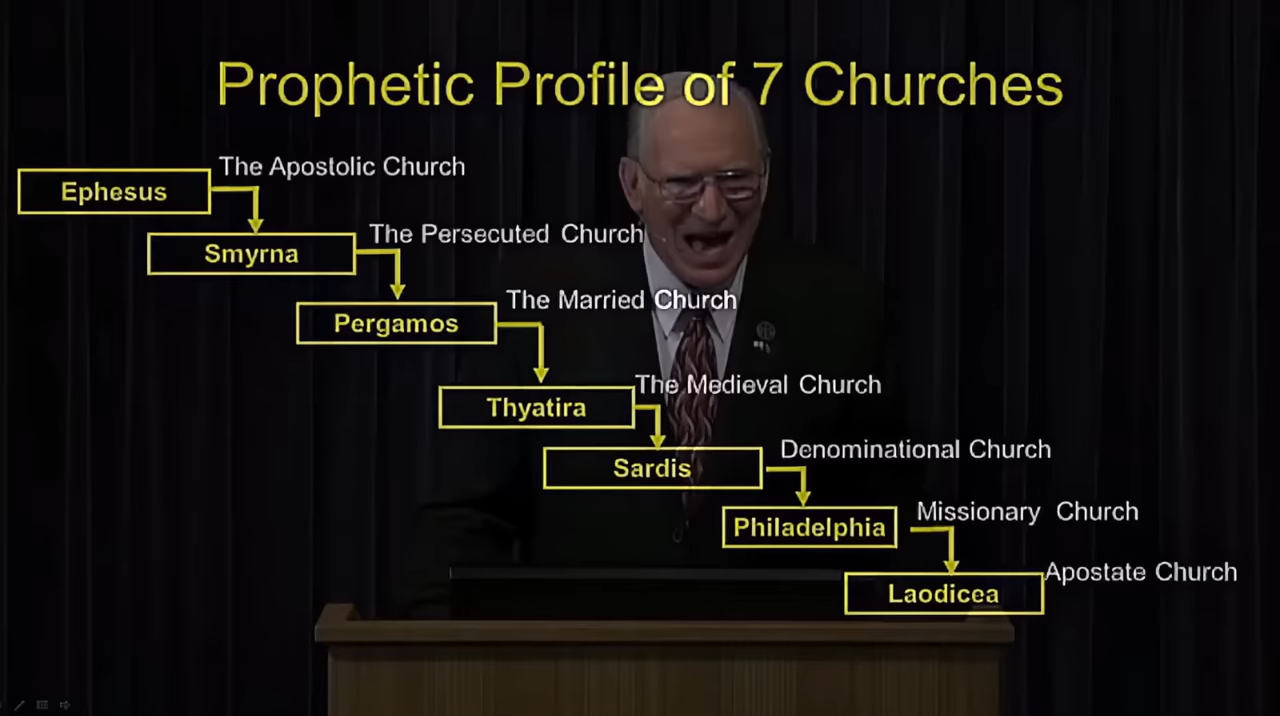 Prophetic Profile of 7 Churches
The Apostolic Church
Ephesus
The Persecuted Church
Smyrna
The Married Church
Pergamos
The Medieval Church
Thyatira
Denominational Church
Sardis
Missionary Church
Philadelphia
Apostate Church
Laodicea